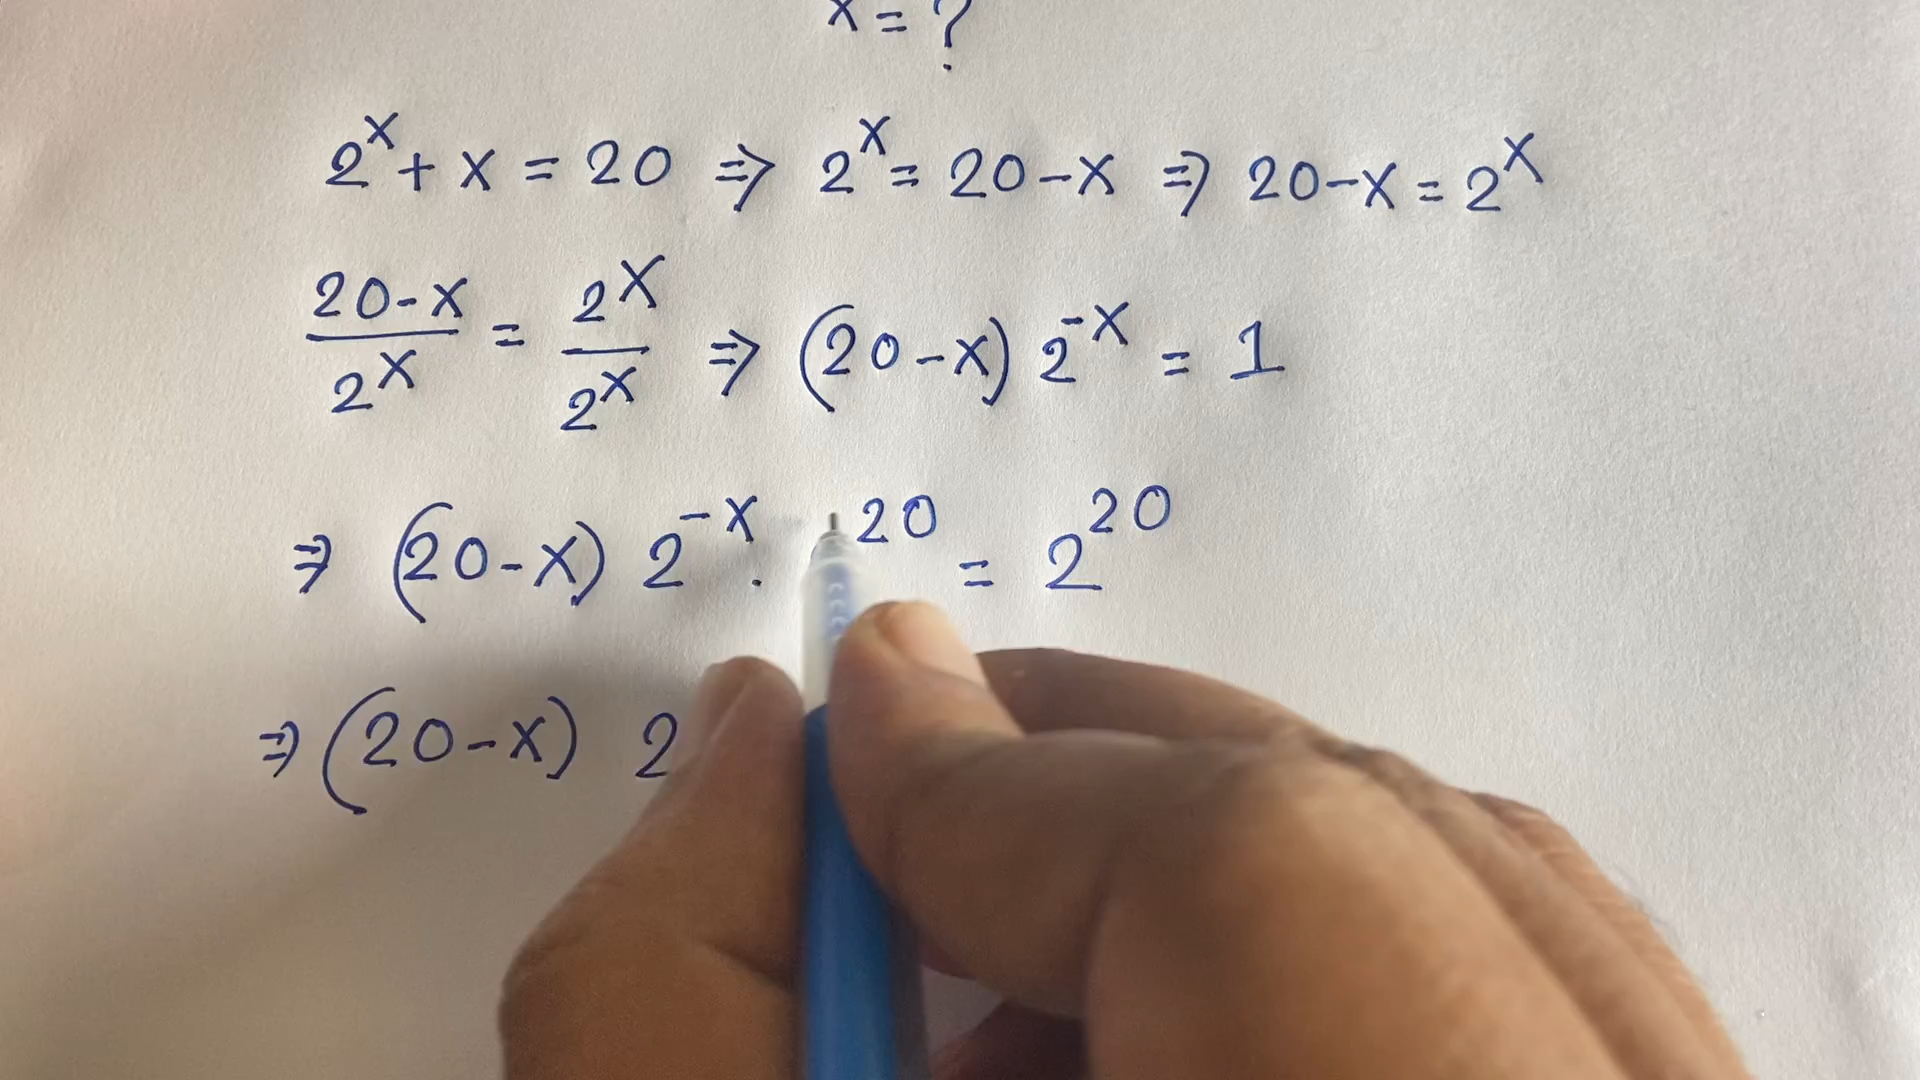 x = ?
2^x + x = 20 ⇒ 2^x = 20 - x ⇒ 20 - x = 2^x
(20 - x)/2^x = 2^x/2^x ⇒ (20 - x) 2^-x = 1
⇒ (20 - x) 2^-x . ^20 = 2^20
⇒ (20 - x) 2